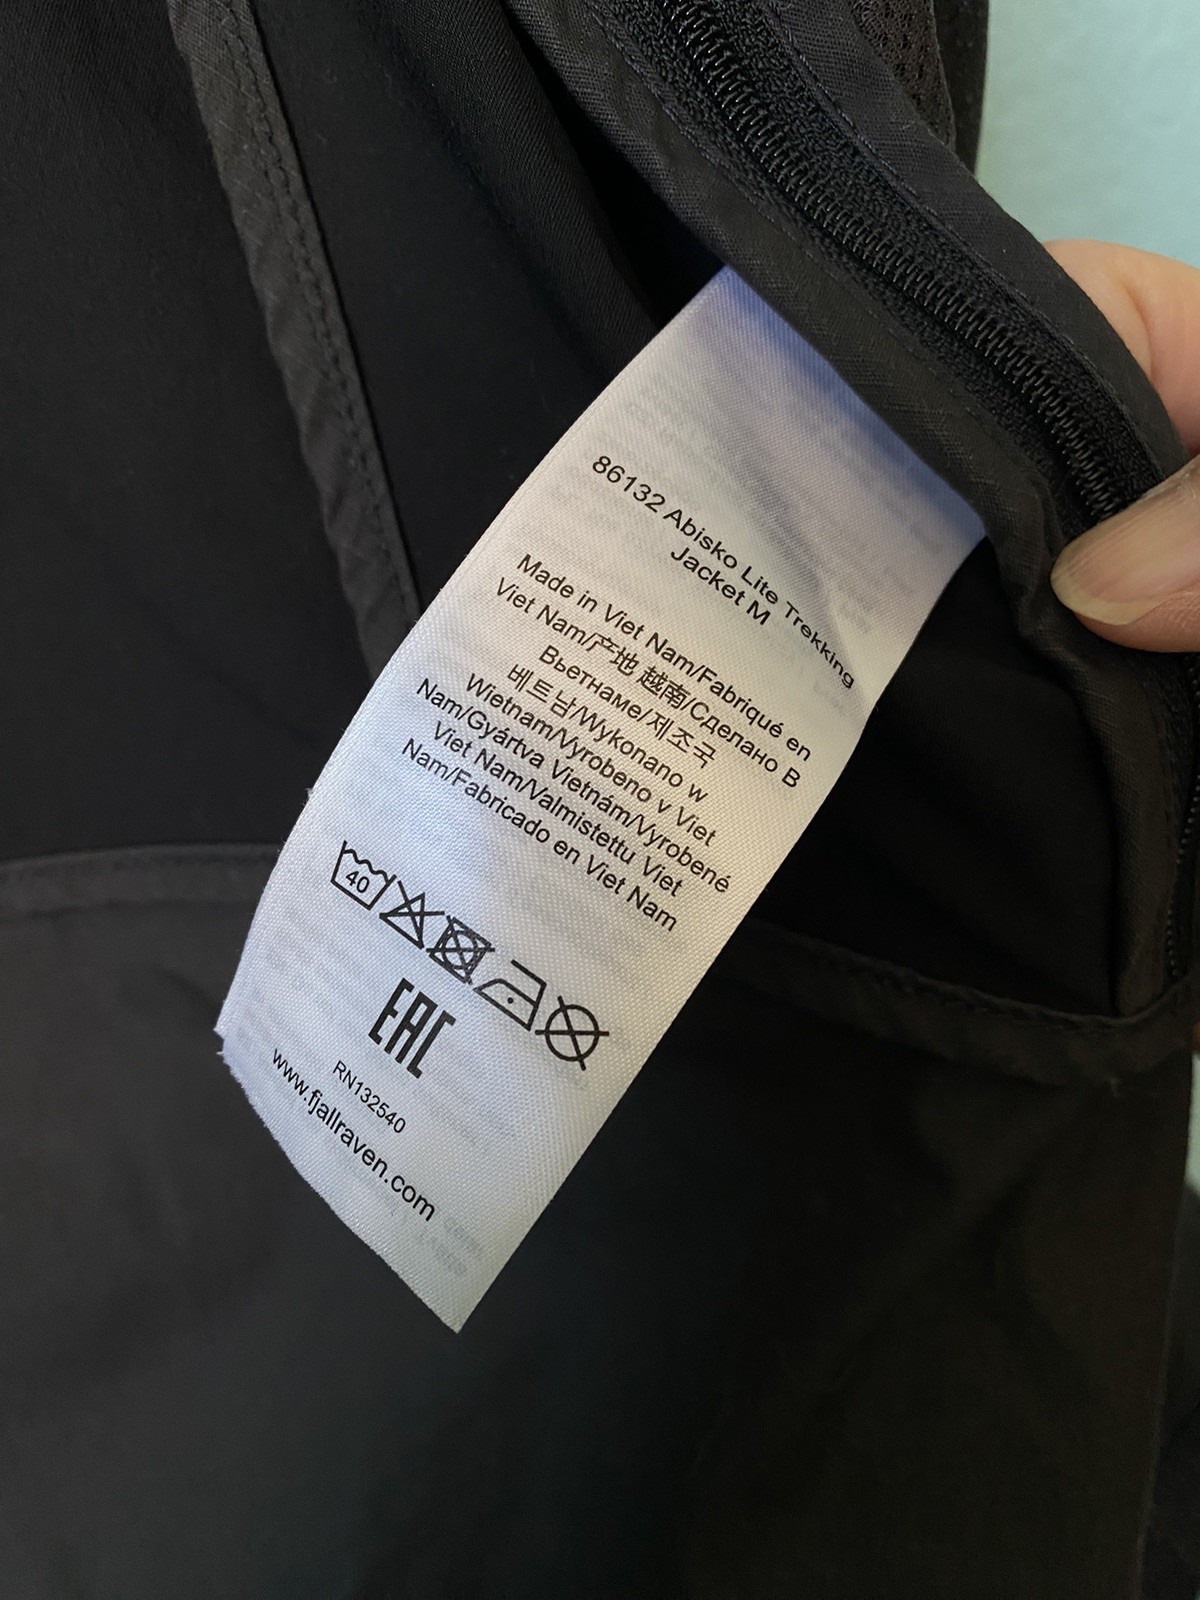 86132 Abisko Lite Trekking
Jacket M
Made in Viet Nam/Fabriqué en
Viet Nam/产地 越南/Сделано В
Вьетнаме/제조국
베트남/Wykonano w
Wietnam/Vyrobeno v Viet
Nam/Gyártva Vietnám/Vyrobené
Viet Nam/Valmistettu Viet
Nam/Fabricado en Viet Nam
40
EAC
RN132540
www.fjallraven.com